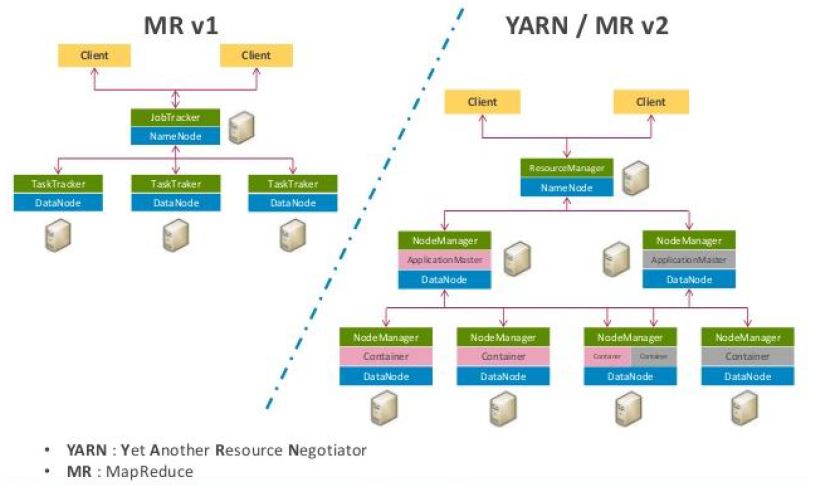 MR v1
Client
Client
JobTracker
NameNode
TaskTracker
TaskTraker
TaskTraker
DataNode
DataNode
DataNode
YARN / MR v2
Client
Client
ResourceManager
NameNode
NodeManager
ApplicationMaster
DataNode
NodeManager
ApplicationMaster
DataNode
NodeManager
Container
DataNode
NodeManager
Container
DataNode
NodeManager
Container Container
DataNode
NodeManager
Container
DataNode
• YARN : Yet Another Resource Negotiator
• MR : MapReduce